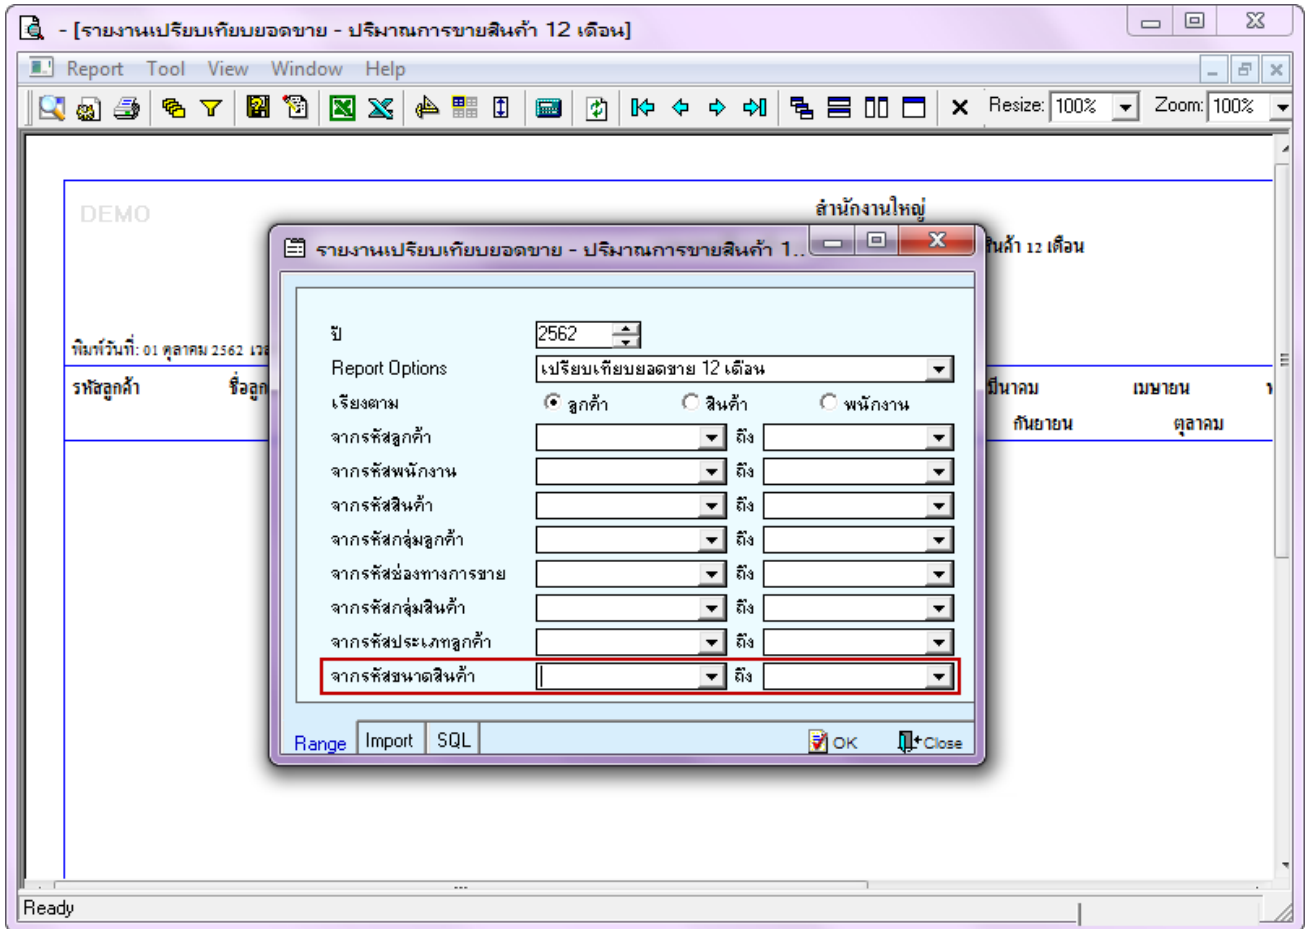 - [รายงานเปรียบเทียบยอดขาย - ปริมาณการขายสินค้า 12 เดือน]
Report Tool View Window Help
Resize: 100% Zoom: 100%
DEMO
สำนักงานใหญ่
สินค้า 12 เดือน
พิมพ์วันที่: 01 ตุลาคม 2562
รหัสลูกค้า ชื่อลูก มีนาคม เมษายน
กันยายน ตุลาคม
รายงานเปรียบเทียบยอดขาย - ปริมาณการขายสินค้า 1..
ปี 2562
Report Options เปรียบเทียบยอดขาย 12 เดือน
เรียงตาม ลูกค้า สินค้า พนักงาน
จากรหัสลูกค้า ถึง
จากรหัสพนักงาน ถึง
จากรหัสสินค้า ถึง
จากรหัสกลุ่มลูกค้า ถึง
จากรหัสช่องทางการขาย ถึง
จากรหัสกลุ่มสินค้า ถึง
จากรหัสประเภทลูกค้า ถึง
จากรหัสขนาดสินค้า ถึง
Range Import SQL OK Close
Ready